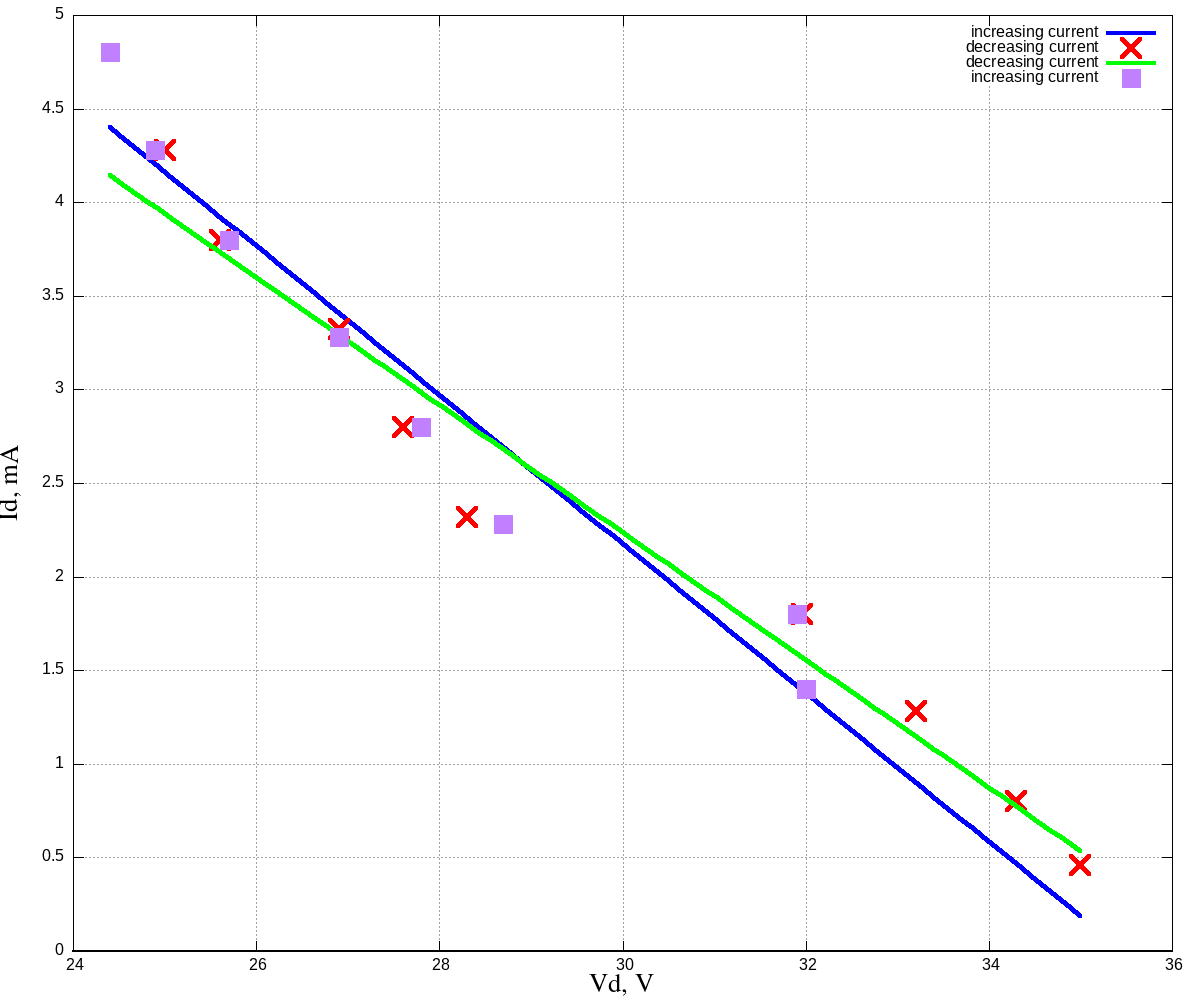 5
increasing current
decreasing current
decreasing current
increasing current
4.5
4
3.5
3
2.5
2
1.5
1
0.5
0
Id, mA
24 26 28 30 32 34 36
Vd, V